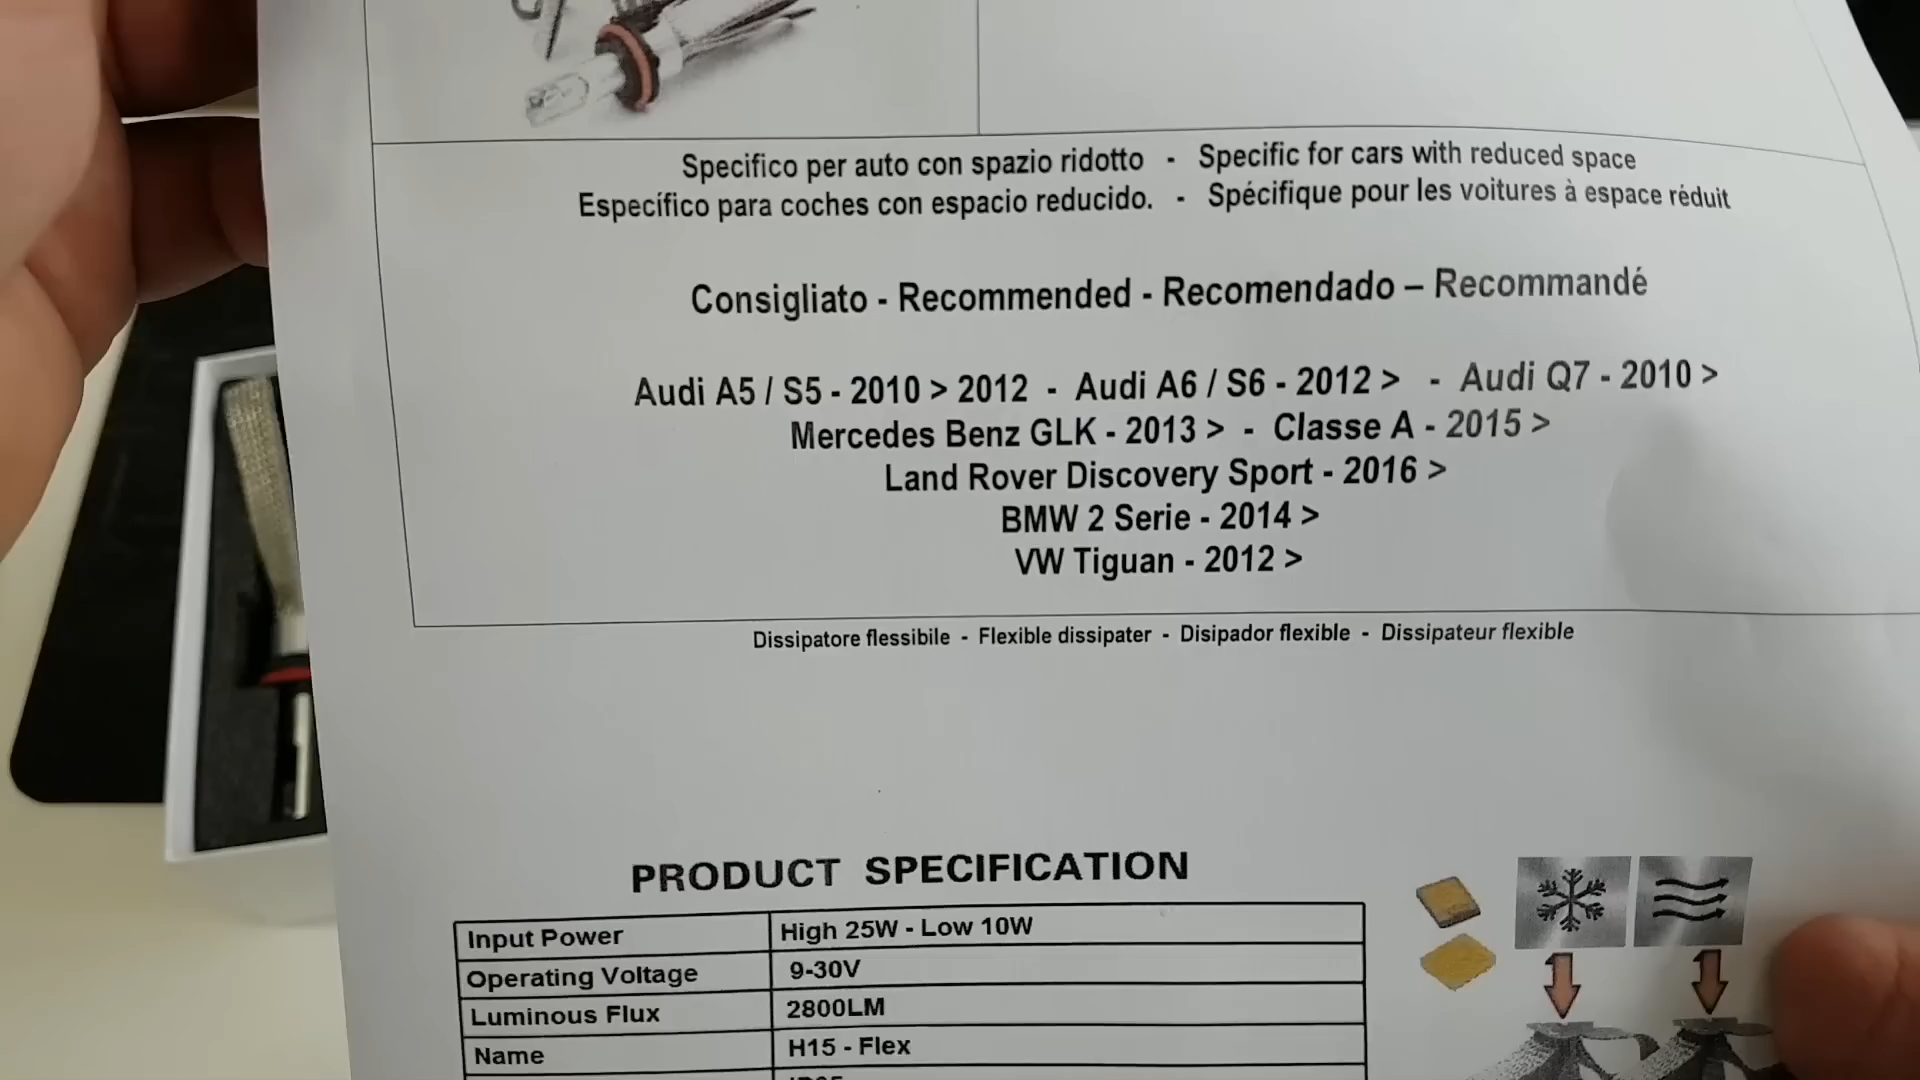 Specifico per auto con spazio ridotto - Specific for cars with reduced space
Específico para coches con espacio reducido. - Spécifique pour les voitures à espace réduit
Consigliato - Recommended - Recomendado – Recommandé
Audi A5 / S5 - 2010 > 2012 - Audi A6 / S6 - 2012 > - Audi Q7 - 2010 >
Mercedes Benz GLK - 2013 > - Classe A - 2015 >
Land Rover Discovery Sport - 2016 >
BMW 2 Serie - 2014 >
VW Tiguan - 2012 >
Dissipatore flessibile - Flexible dissipater - Disipador flexible - Dissipateur flexible
PRODUCT SPECIFICATION
Input Power High 25W - Low 10W
Operating Voltage 9-30V
Luminous Flux 2800LM
Name H15 - Flex